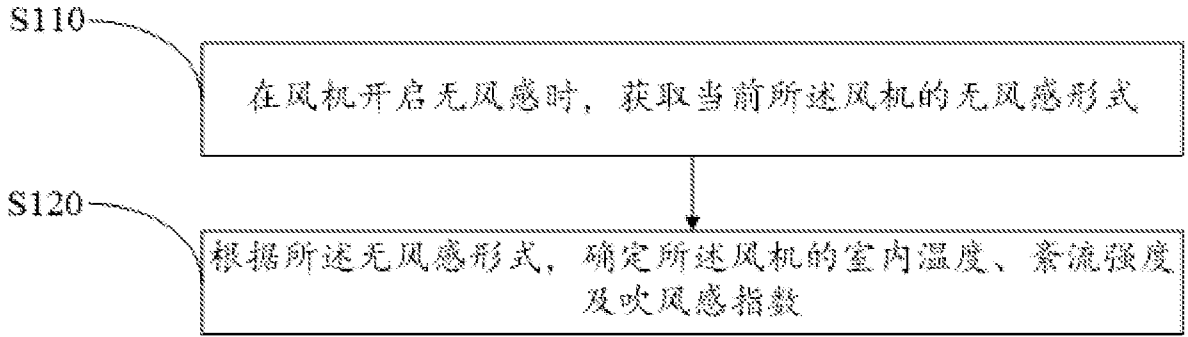 S110
在风机开启无风感时，获取当前所述风机的无风感形式
S120
根据所述无风感形式，确定所述风机的室内温度、紊流强度
及吹风感指数